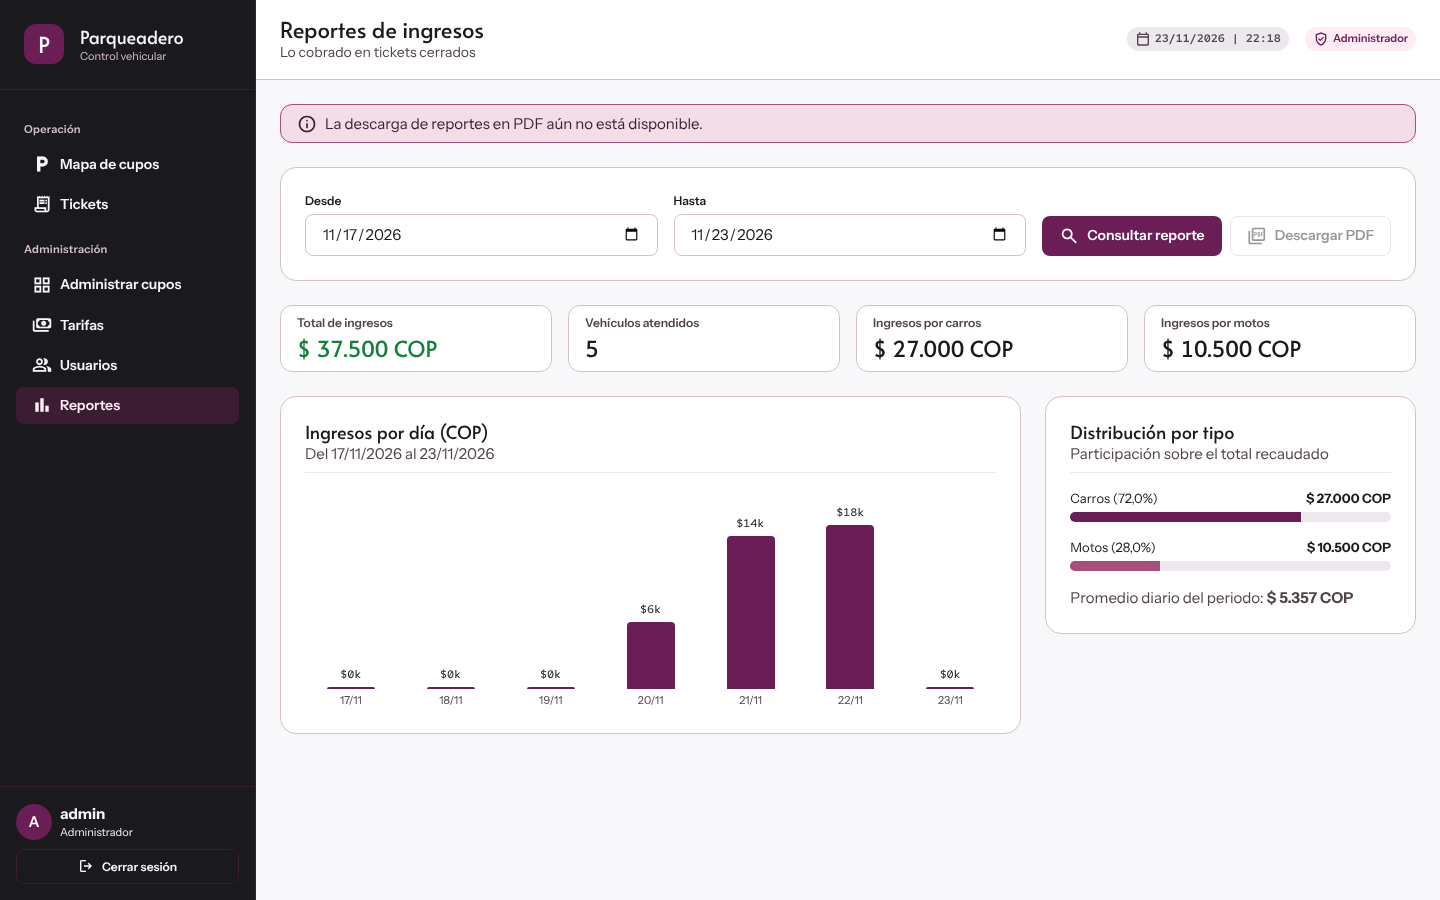 P
Parqueadero
Control vehicular
Operación
Mapa de cupos
Tickets
Administración
Administrar cupos
Tarifas
Usuarios
Reportes
A
admin
Administrador
Cerrar sesión
Reportes de ingresos
Lo cobrado en tickets cerrados
23/11/2026 | 22:18
Administrador
La descarga de reportes en PDF aún no está disponible.
Desde
11/17/2026
Hasta
11/23/2026
Consultar reporte
PDF Descargar PDF
Total de ingresos
$ 37.500 COP
Vehículos atendidos
5
Ingresos por carros
$ 27.000 COP
Ingresos por motos
$ 10.500 COP
Ingresos por día (COP)
Del 17/11/2026 al 23/11/2026
$0k
$0k
$0k
$6k
$14k
$18k
$0k
17/11
18/11
19/11
20/11
21/11
22/11
23/11
Distribución por tipo
Participación sobre el total recaudado
Carros (72,0%) $ 27.000 COP
Motos (28,0%) $ 10.500 COP
Promedio diario del periodo: $ 5.357 COP